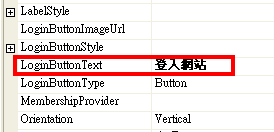 LabelStyle
LoginButtonImageUrl
LoginButtonStyle
LoginButtonText 登入網站
LoginButtonType Button
MembershipProvider
Orientation Vertical